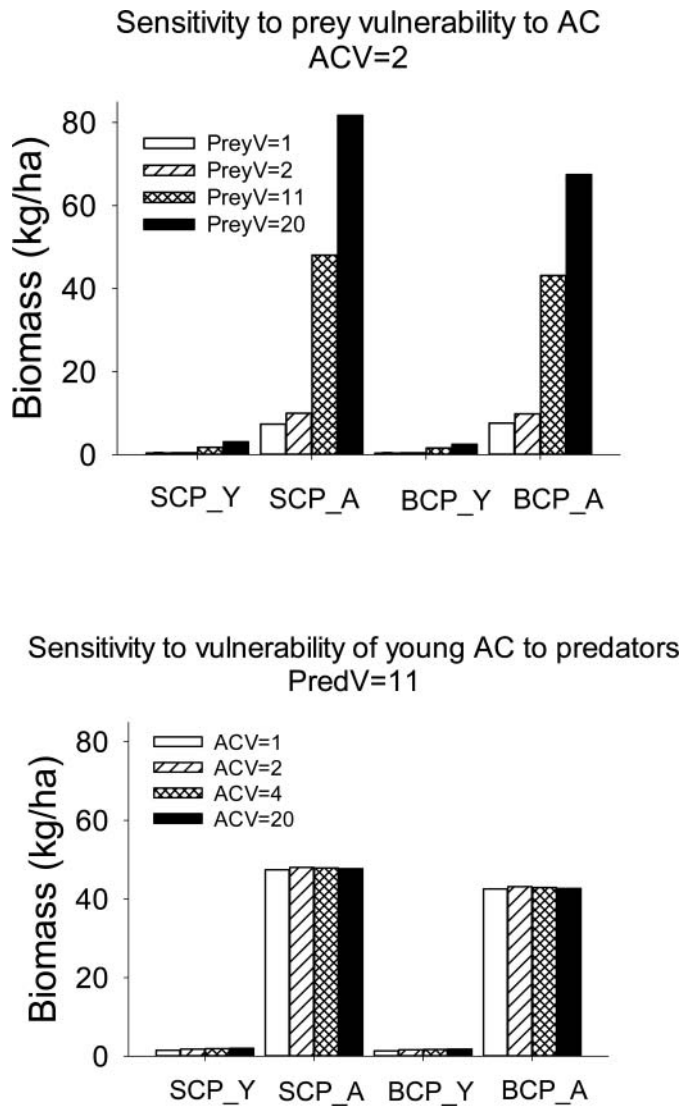 Sensitivity to prey vulnerability to AC
ACV=2
Biomass (kg/ha)
80
60
40
20
0
PreyV=1
PreyV=2
PreyV=11
PreyV=20
SCP_Y
SCP_A
BCP_Y
BCP_A
Sensitivity to vulnerability of young AC to predators
PredV=11
Biomass (kg/ha)
80
60
40
20
0
ACV=1
ACV=2
ACV=4
ACV=20
SCP_Y
SCP_A
BCP_Y
BCP_A